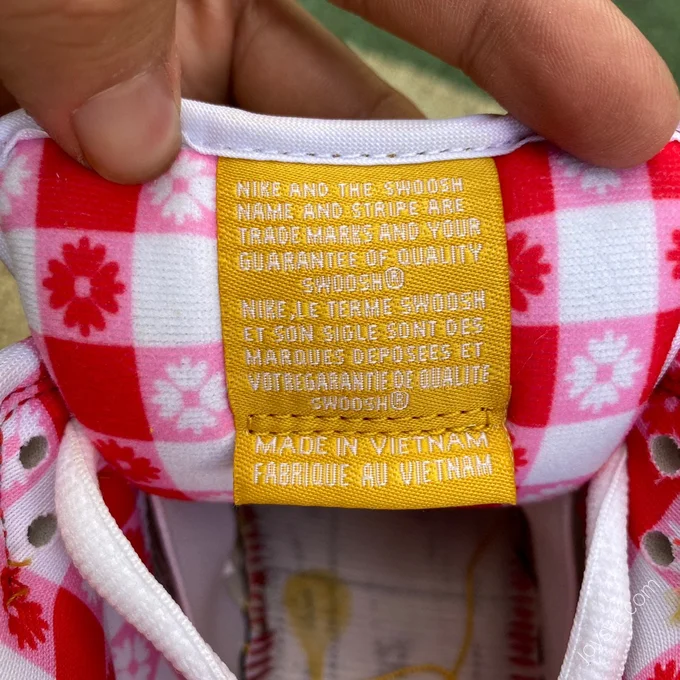 NIKE AND THE SWOOSH
NAME AND STRIPE ARE
TRADE MARKS AND YOUR
GUARANTEE OF QUALITY
SWOOSH®
NIKE,LE TERME SWOOSH
ET SON SIGLE SONT DES
MARQUES DEPOSEES ET
VOTREGARANTIE DE QUALITE
SWOOSH®
MADE IN VIETNAM
FABRIQUE AU VIETNAM